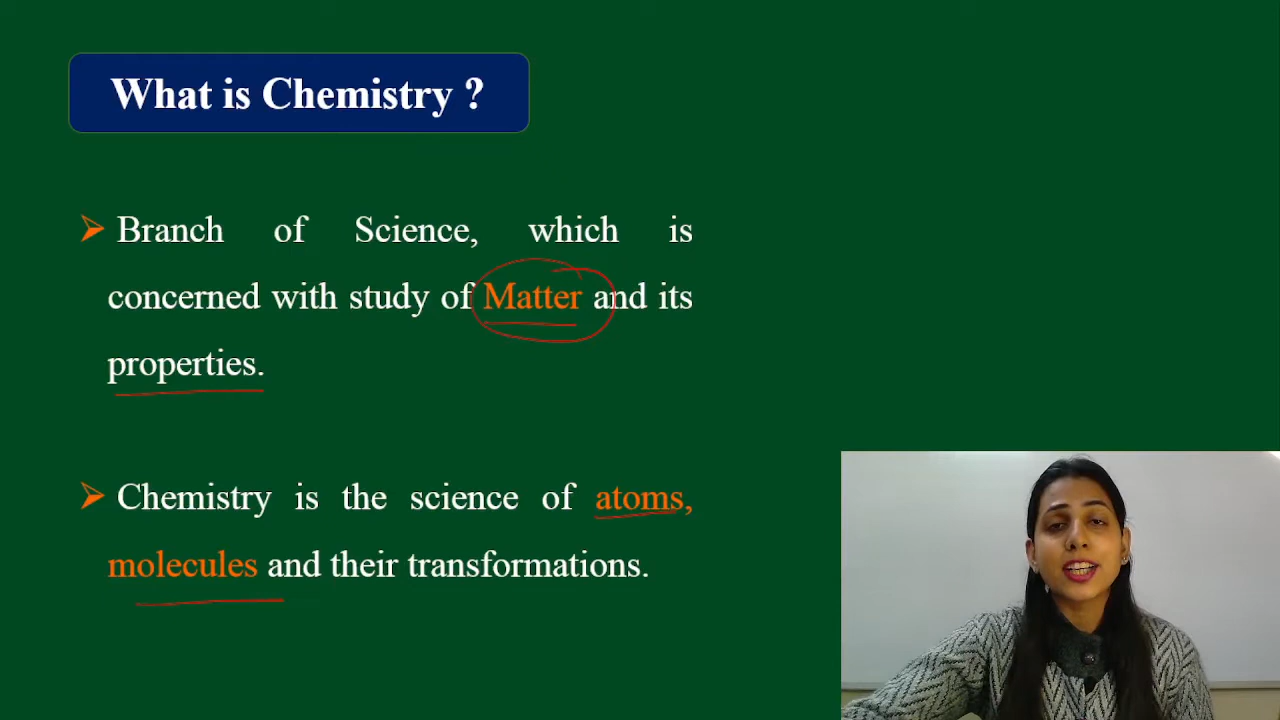 What is Chemistry ?
Branch of Science, which is
concerned with study of Matter and its
properties.
Chemistry is the science of atoms,
molecules and their transformations.